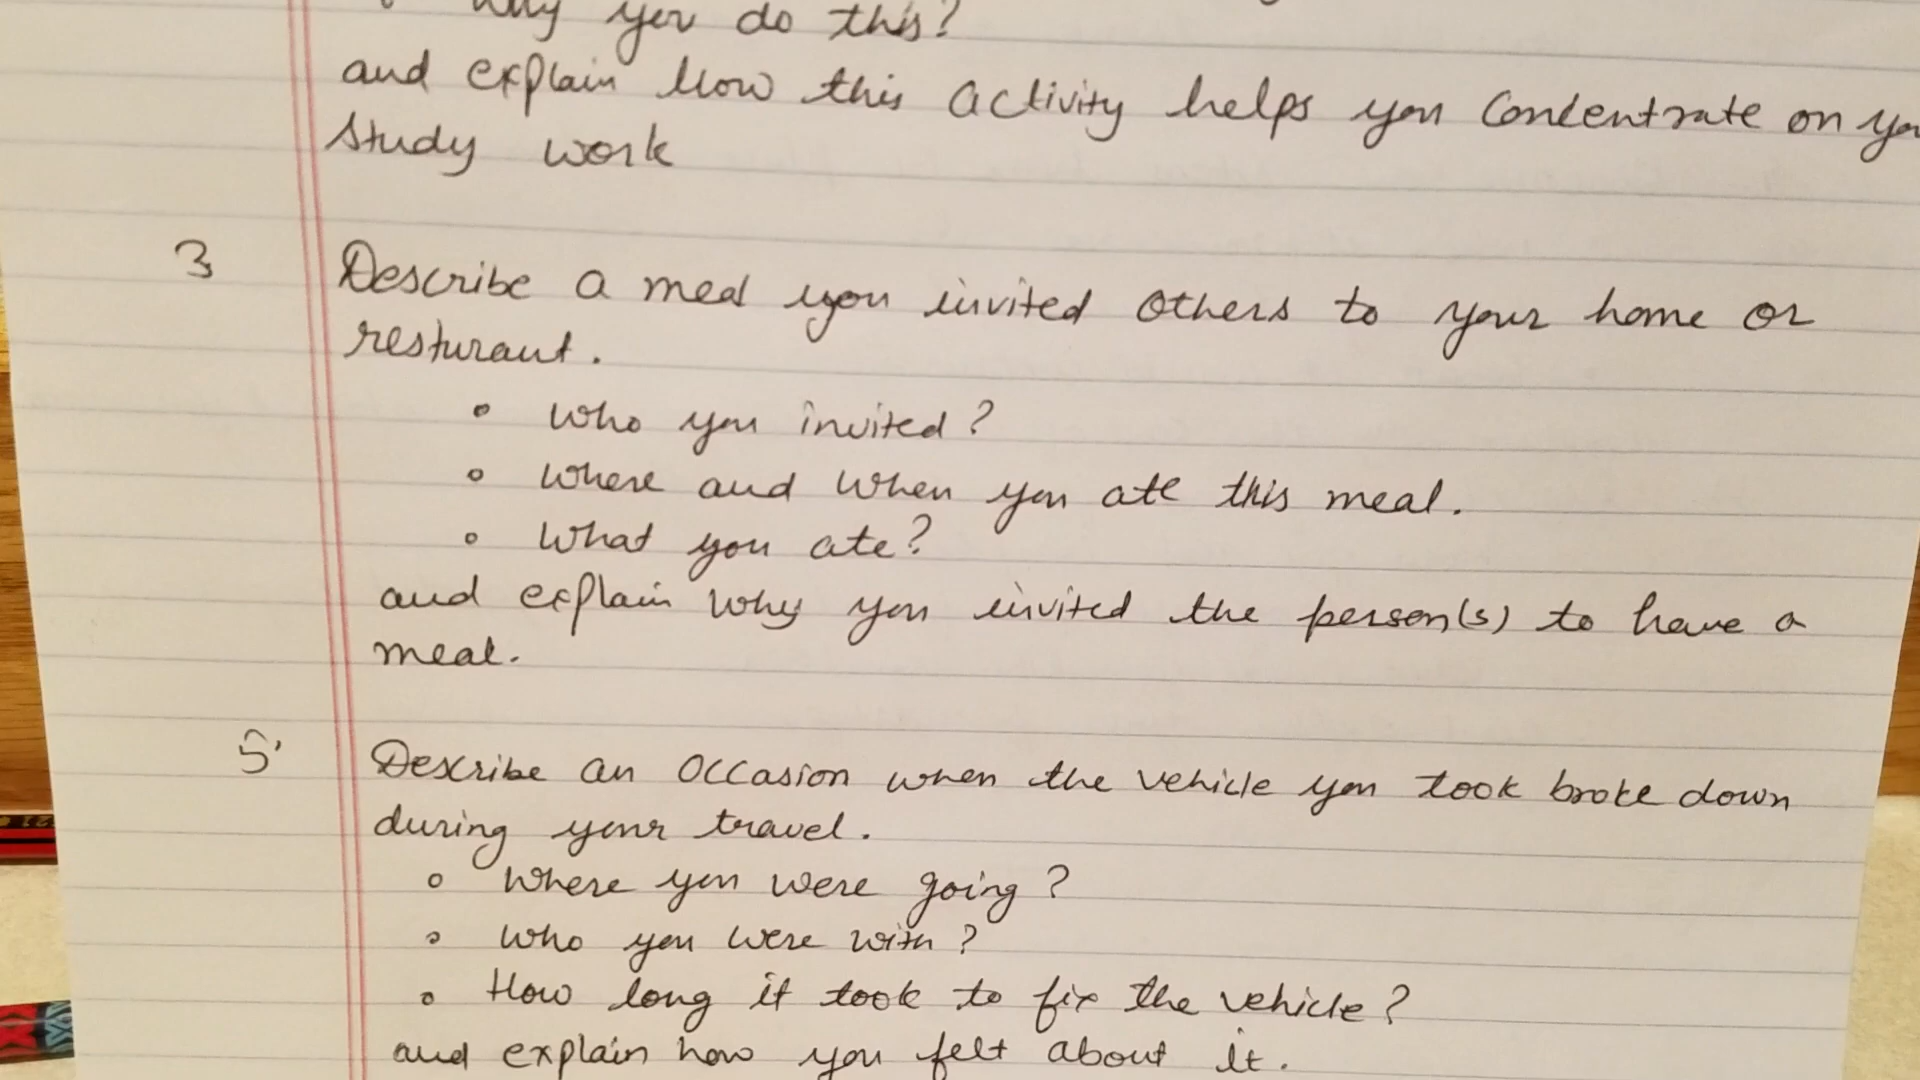 Why you do this?
and explain How this activity helps you Concentrate on you
study work
3 Describe a meal you invited others to your home or
resturant.
• Who you invited?
• Where and When you ate this meal.
• What you ate?
and explain Why you invited the person(s) to have a
meal.
5 Describe an Occasion when the vehicle you took broke down
during your travel.
• Where you were going?
• Who you were with?
• How long it took to fix the vehicle?
and explain how you felt about it.